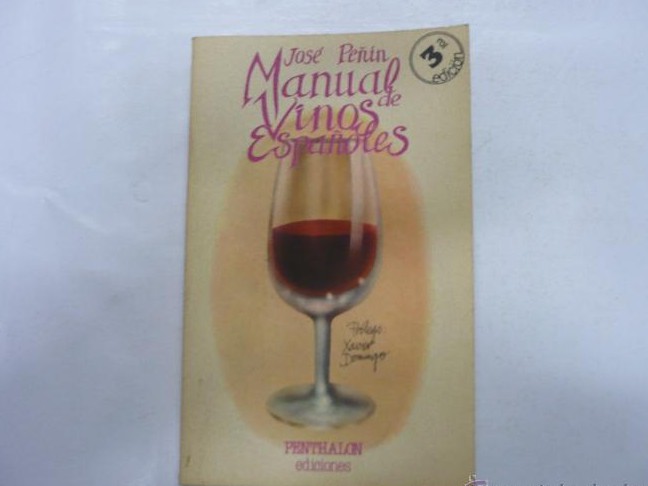 José Peñín
Manual
de
Vinos
Españoles
3ª
edición
Prólogo
Xavier
Domingo
PENTHALON
ediciones